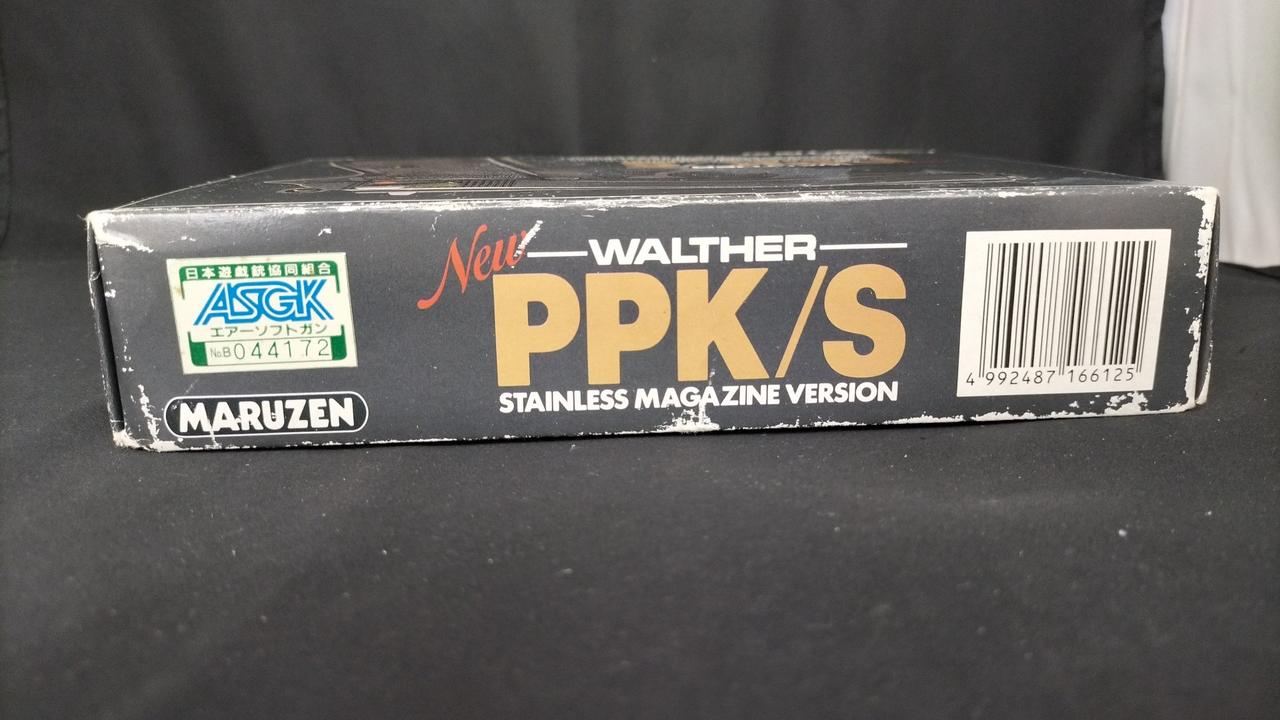 日本遊戯銃協同組合
ASGK
エアーソフトガン
№B044172
MARUZEN
New WALTHER
PPK/S
STAINLESS MAGAZINE VERSION
4 992487 166125